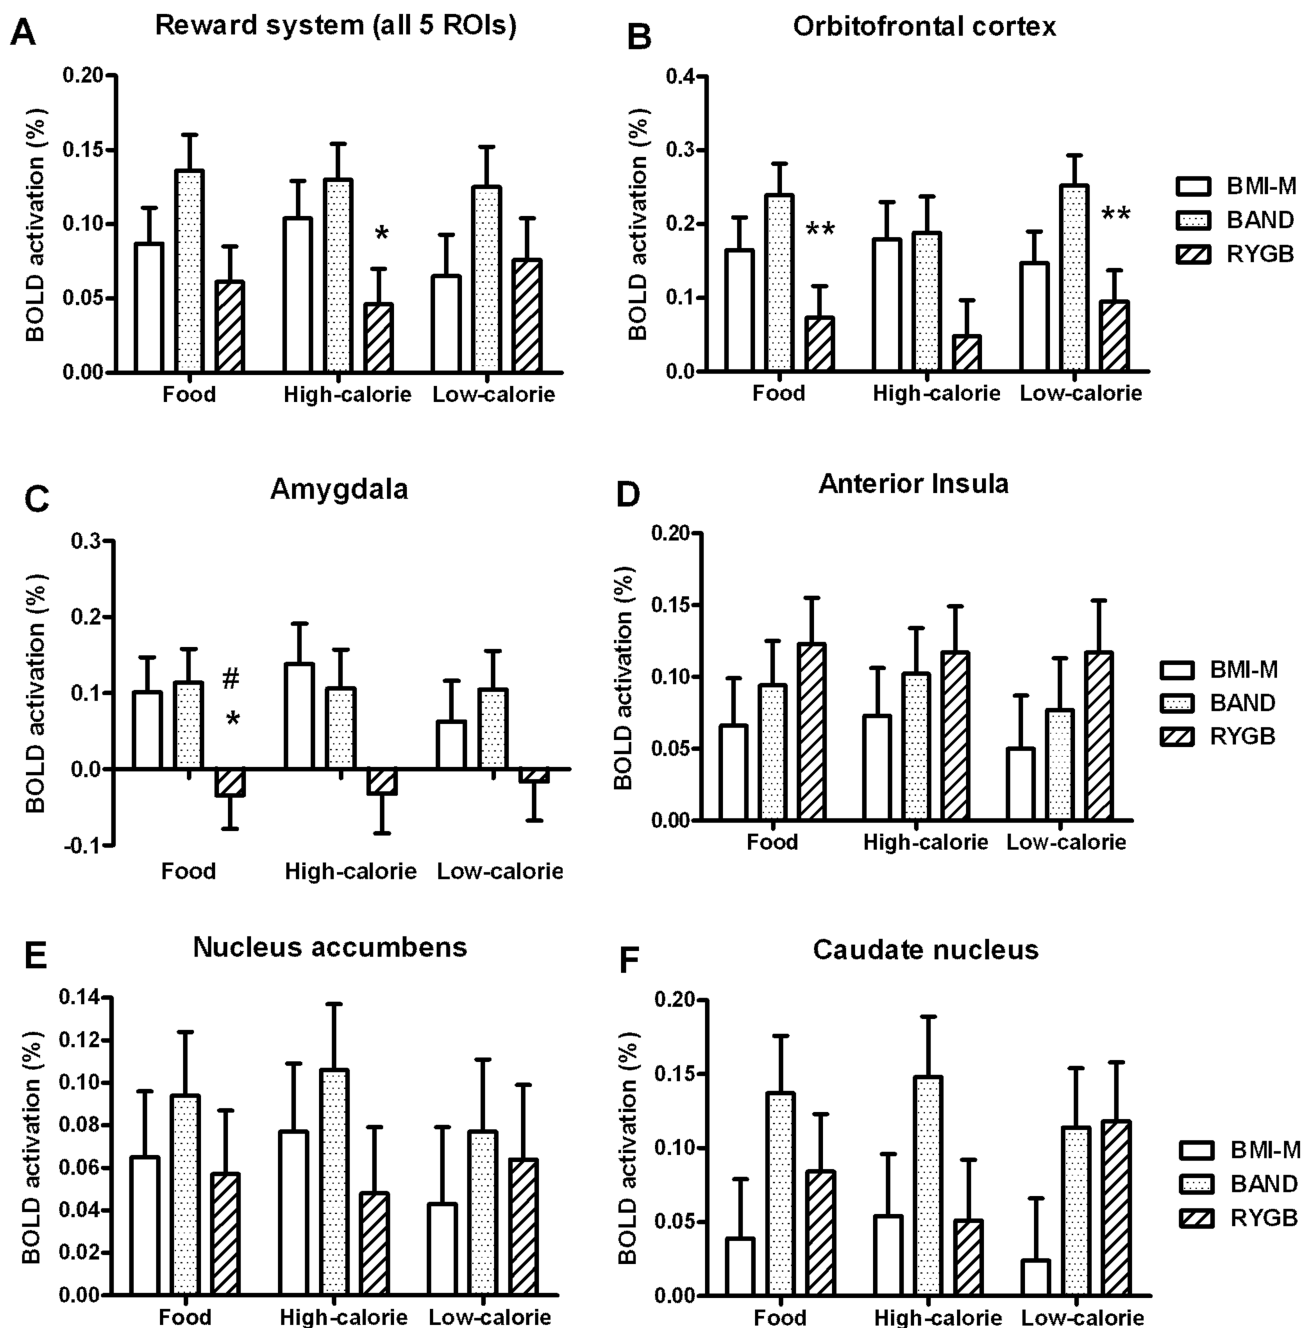 A
Reward system (all 5 ROIs)
BOLD activation (%)
0.20
0.15
0.10
0.05
0.00
*
Food
High-calorie
Low-calorie
B
Orbitofrontal cortex
BOLD activation (%)
0.4
0.3
0.2
0.1
0.0
**
**
Food
High-calorie
Low-calorie
BMI-M
BAND
RYGB
C
Amygdala
BOLD activation (%)
0.3
0.2
0.1
0.0
-0.1
#
*
Food
High-calorie
Low-calorie
D
Anterior Insula
BOLD activation (%)
0.20
0.15
0.10
0.05
0.00
Food
High-calorie
Low-calorie
BMI-M
BAND
RYGB
E
Nucleus accumbens
BOLD activation (%)
0.14
0.12
0.10
0.08
0.06
0.04
0.02
0.00
Food
High-calorie
Low-calorie
F
Caudate nucleus
BOLD activation (%)
0.20
0.15
0.10
0.05
0.00
Food
High-calorie
Low-calorie
BMI-M
BAND
RYGB